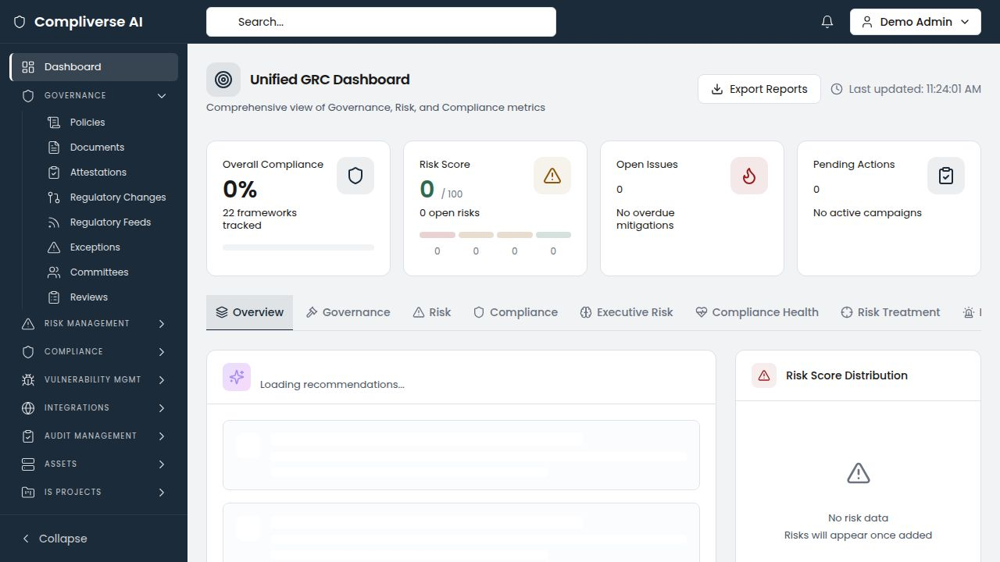 Compliverse AI
Search...
Demo Admin
Dashboard
GOVERNANCE
Policies
Documents
Attestations
Regulatory Changes
Regulatory Feeds
Exceptions
Committees
Reviews
RISK MANAGEMENT
COMPLIANCE
VULNERABILITY MGMT
INTEGRATIONS
AUDIT MANAGEMENT
ASSETS
IS PROJECTS
Collapse
Unified GRC Dashboard
Comprehensive view of Governance, Risk, and Compliance metrics
Export Reports
Last updated: 11:24:01 AM
Overall Compliance
0%
22 frameworks
tracked
Risk Score
0 / 100
0 open risks
0 0 0 0
Open Issues
0
No overdue
mitigations
Pending Actions
0
No active campaigns
Overview Governance Risk Compliance Executive Risk Compliance Health Risk Treatment
Loading recommendations...
Risk Score Distribution
No risk data
Risks will appear once added